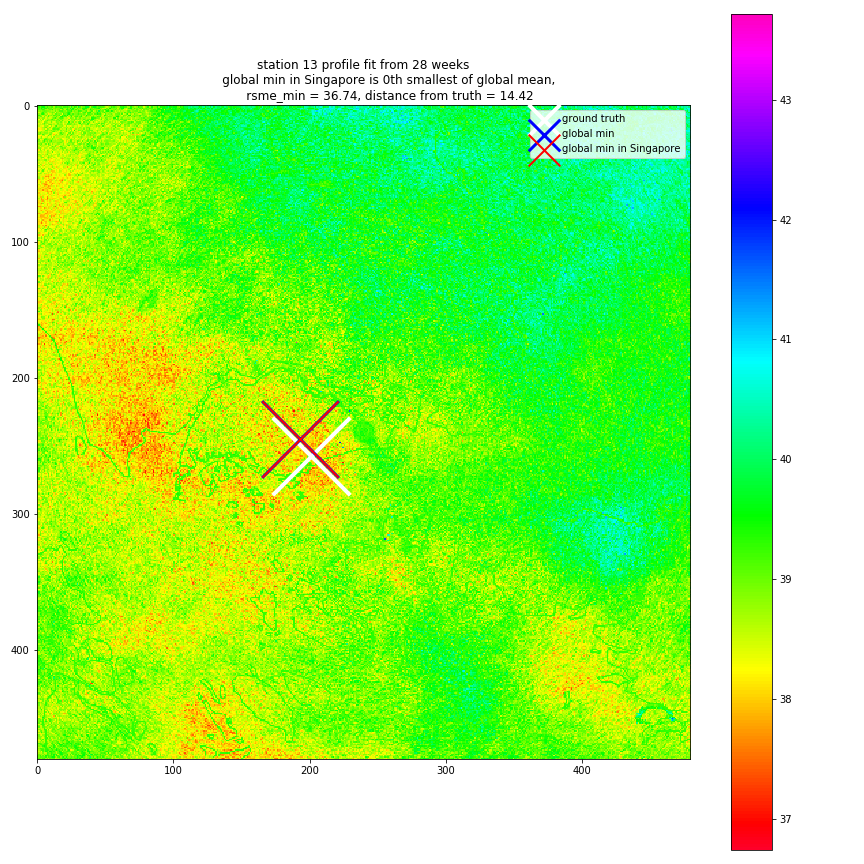 station 13 profile fit from 28 weeks
global min in Singapore is 0th smallest of global mean,
rsme_min = 36.74, distance from truth = 14.42
ground truth
global min
global min in Singapore
0
100
200
300
400
0
100
200
300
400
43
42
41
40
39
38
37